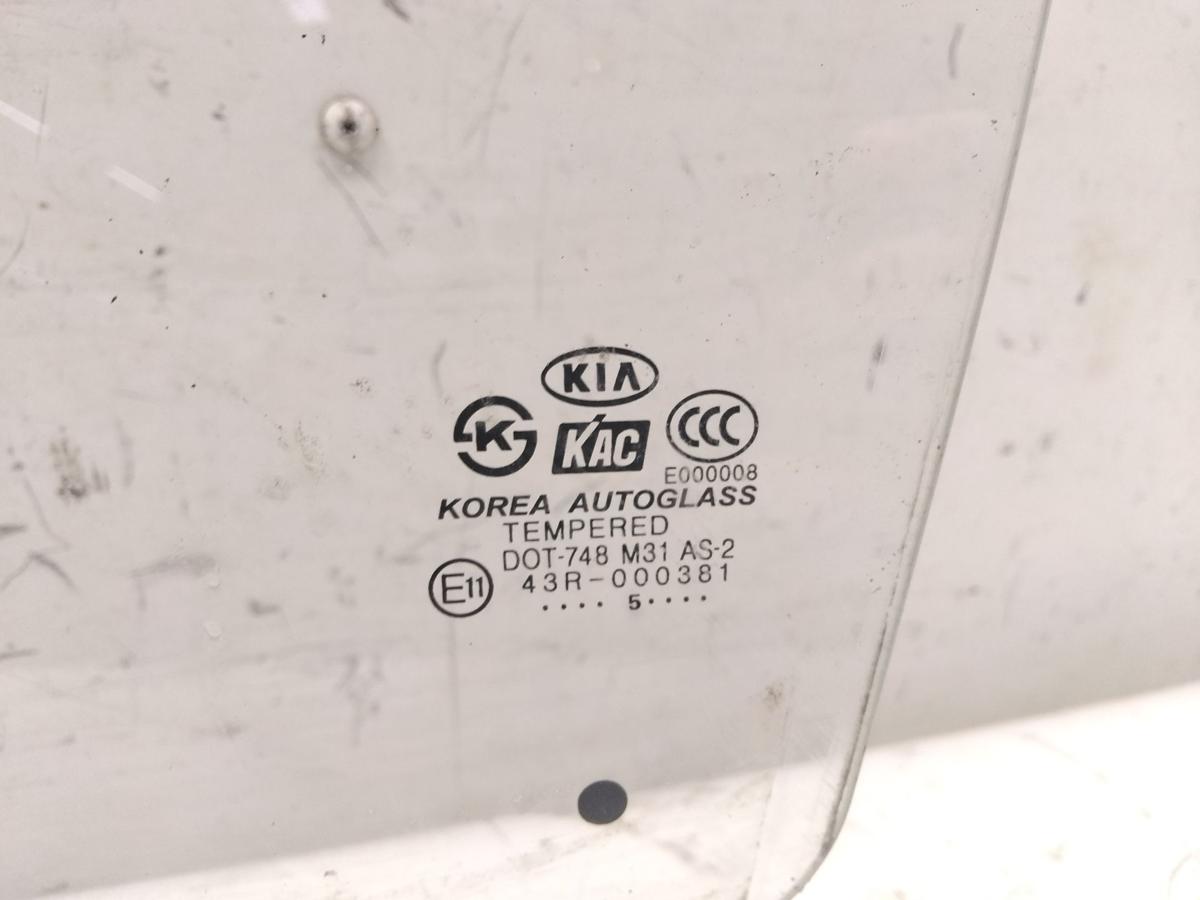 KIA
K KAC CCC
E000008
KOREA AUTOGLASS
TEMPERED
DOT-748 M31 AS-2
E11 43R-000381
.... 5 ....